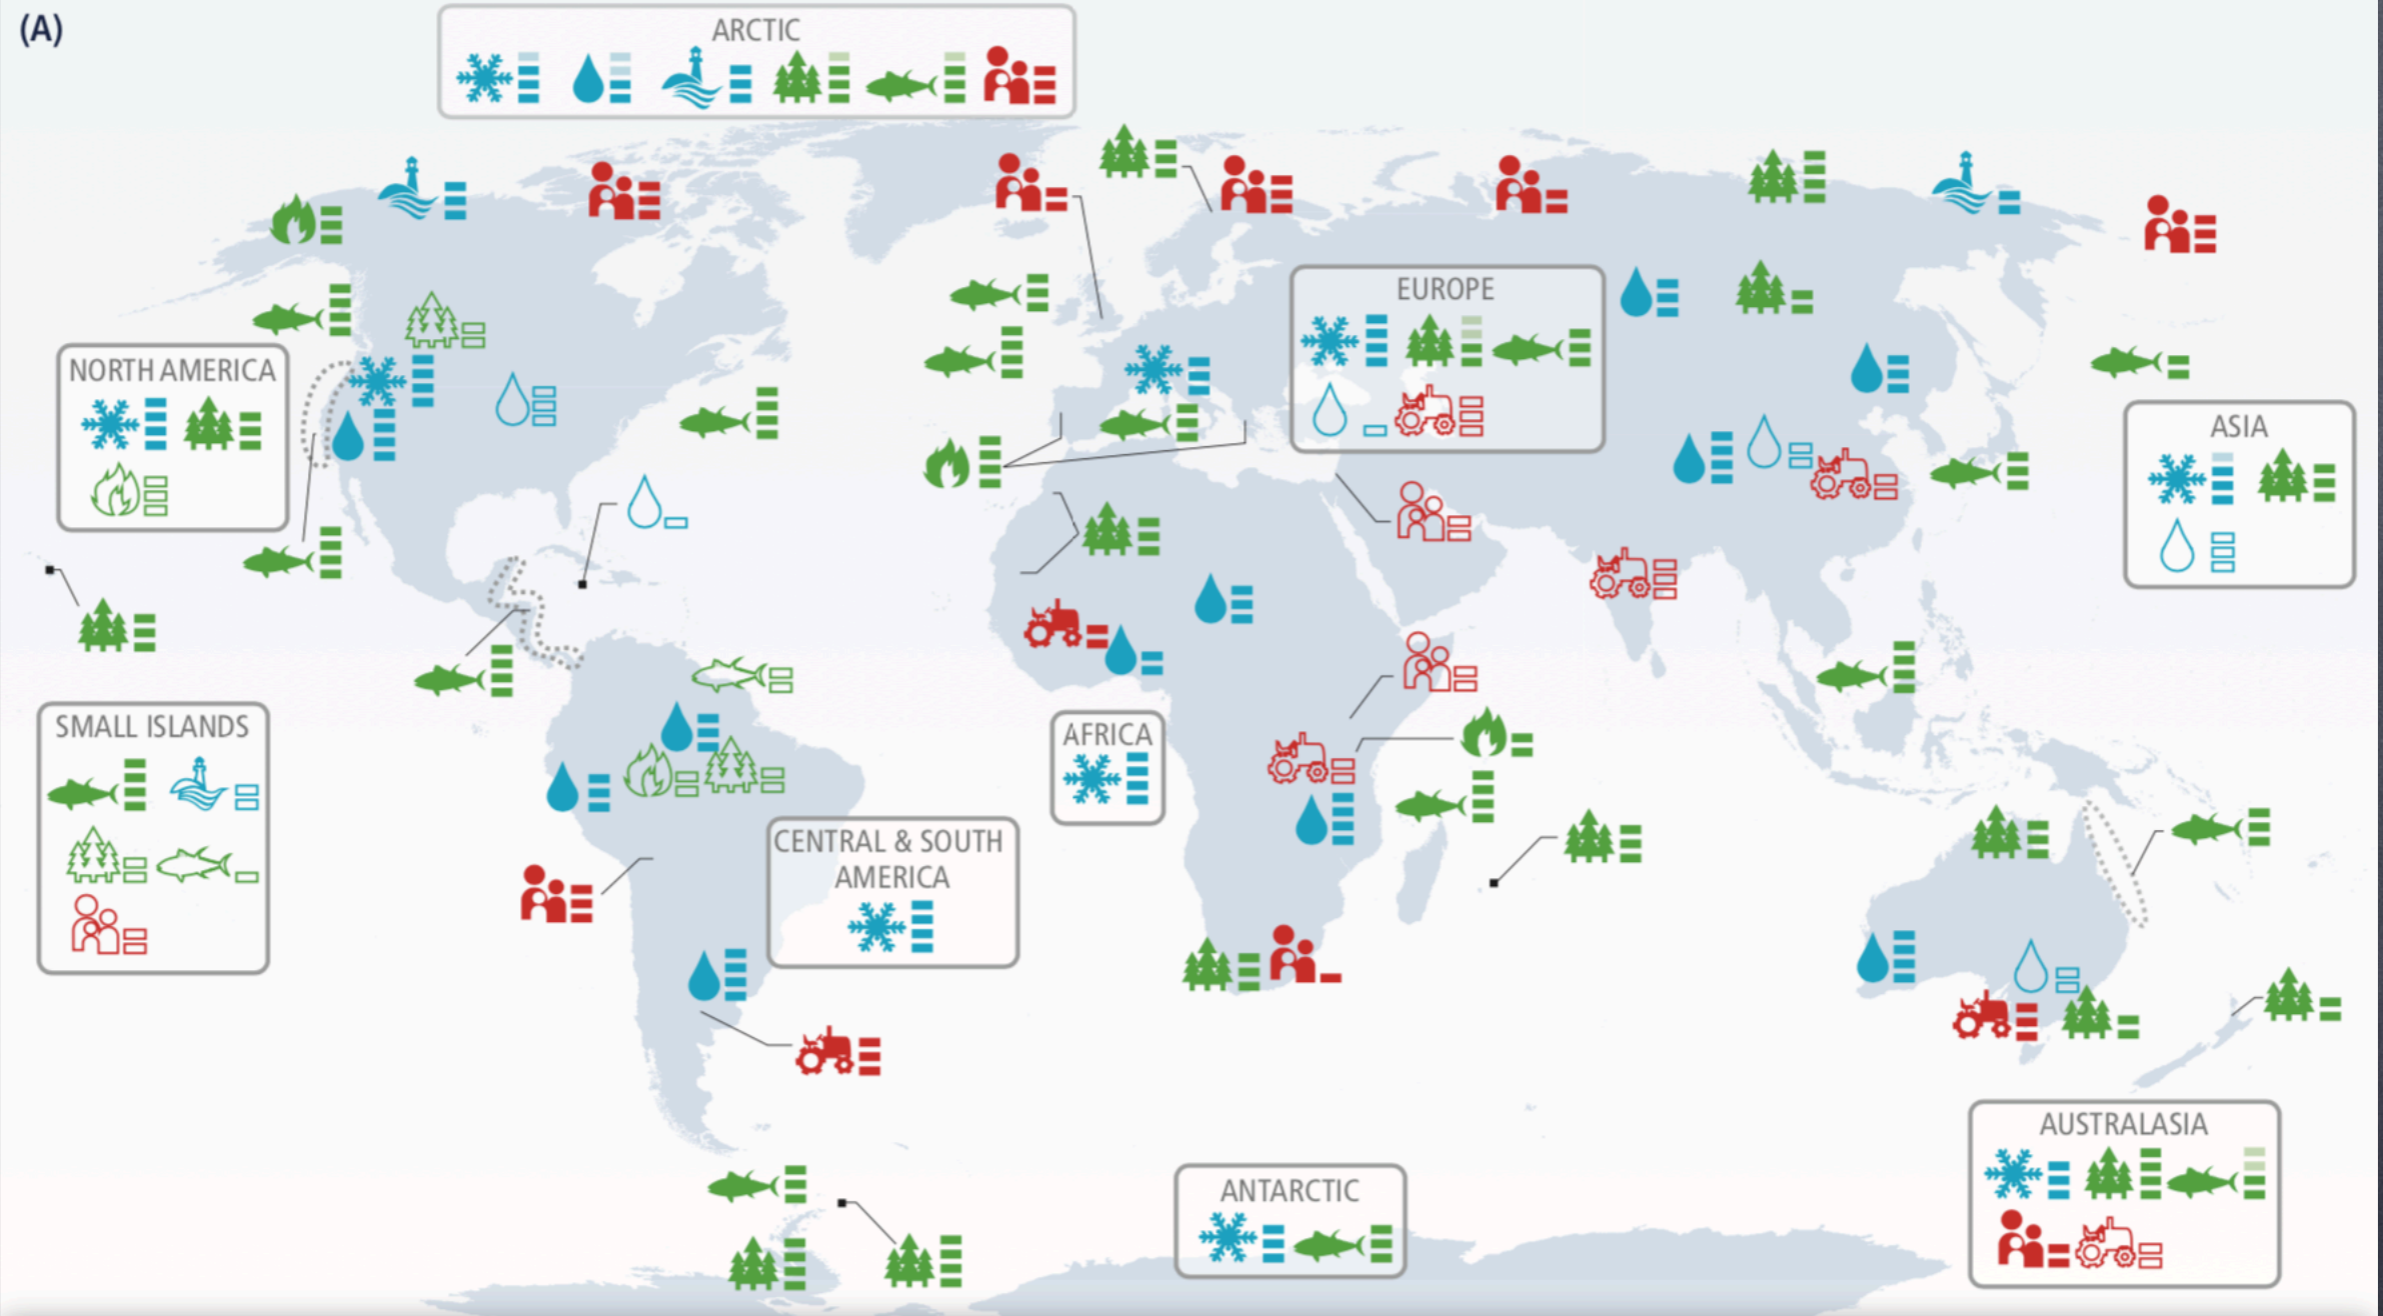 (A)
ARCTIC
EUROPE
NORTH AMERICA
ASIA
SMALL ISLANDS
AFRICA
CENTRAL & SOUTH
AMERICA
AUSTRALASIA
ANTARCTIC